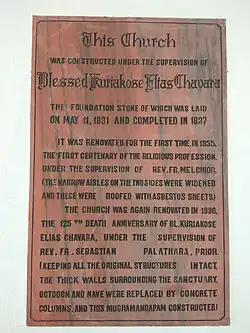 This Church
WAS CONSTRUCTED UNDER THE SUPERVISION OF
Blessed Kuriakose Elias Chavara
THE FOUNDATION STONE OF WHICH WAS LAID
ON MAY 11, 1831 AND COMPLETED IN 1837
IT WAS RENOVATED FOR THE FIRST TIME, IN 1955,
THE FIRST CENTENARY OF THE RELIGIOUS PROFESSION,
UNDER THE SUPERVISION OF REV. FR. MELCHIOR.
(THE NARROW AISLES ON THE TWO SIDES WERE WIDENED
AND THESE WERE ROOFED WITH ASBESTOS SHEETS)
THE CHURCH WAS AGAIN RENOVATED IN 1996,
THE 125TH DEATH ANNIVERSARY OF BL. KURIAKOSE
ELIAS CHAVARA, UNDER THE SUPERVISION OF
REV. FR. SEBASTIAN PALATHARA, PRIOR.
(KEEPING ALL THE ORIGINAL STRUCTURES INTACT,
THE THICK WALLS SURROUNDING THE SANCTUARY,
OCTOGON AND NAVE WERE REPLACED BY CONCRETE
COLUMNS, AND THIS MUGHAMANDAPAM CONSTRUCTED)